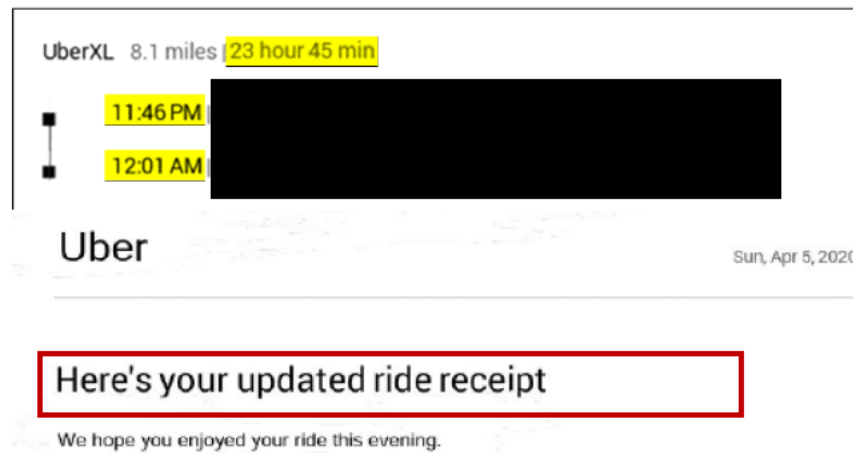 UberXL 8.1 miles | 23 hour 45 min
11:46 PM |
12:01 AM |
Uber
Sun, Apr 5, 2020
Here's your updated ride receipt
We hope you enjoyed your ride this evening.